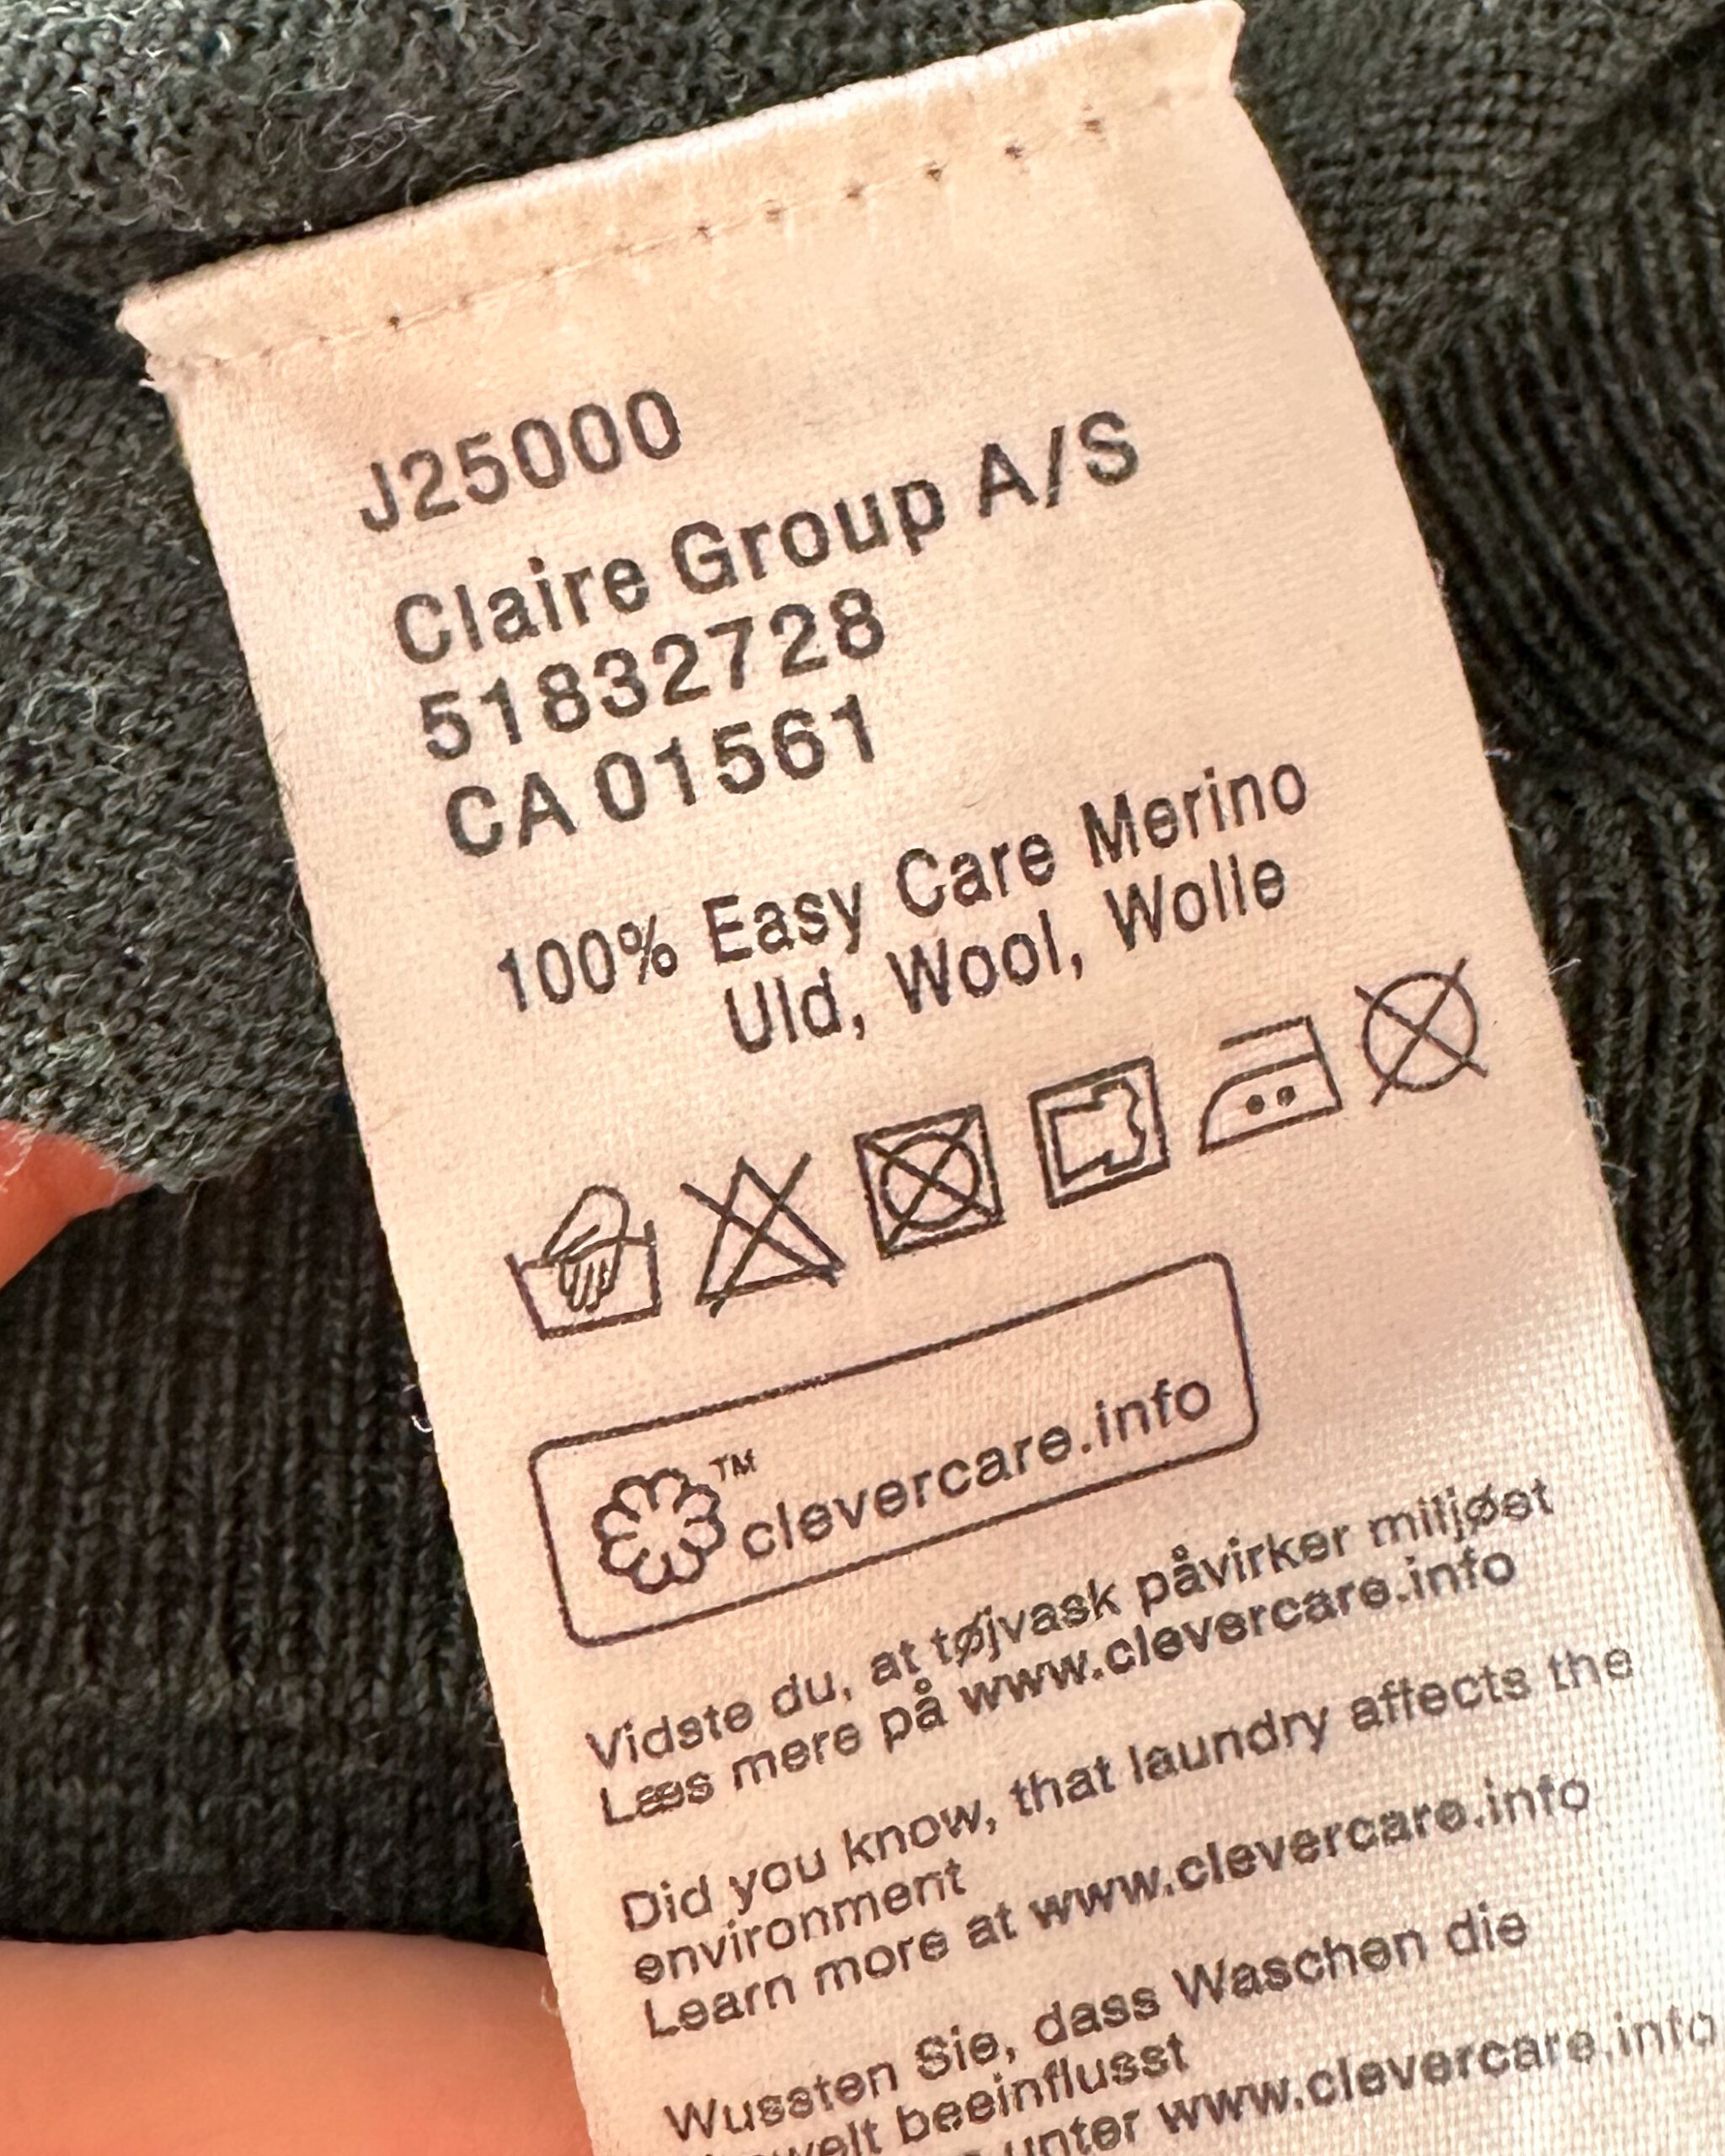 J25000
Claire Group A/S
51832728
CA 01561
100% Easy Care Merino
Uld, Wool, Wolle
™ clevercare.info
Vidste du, at tøjvask påvirker miljøet
Læs mere på www.clevercare.info
Did you know, that laundry affects the
environment
Learn more at www.clevercare.info
Wussten Sie, dass Waschen die
beeinflusst
unter www.clevercare.info